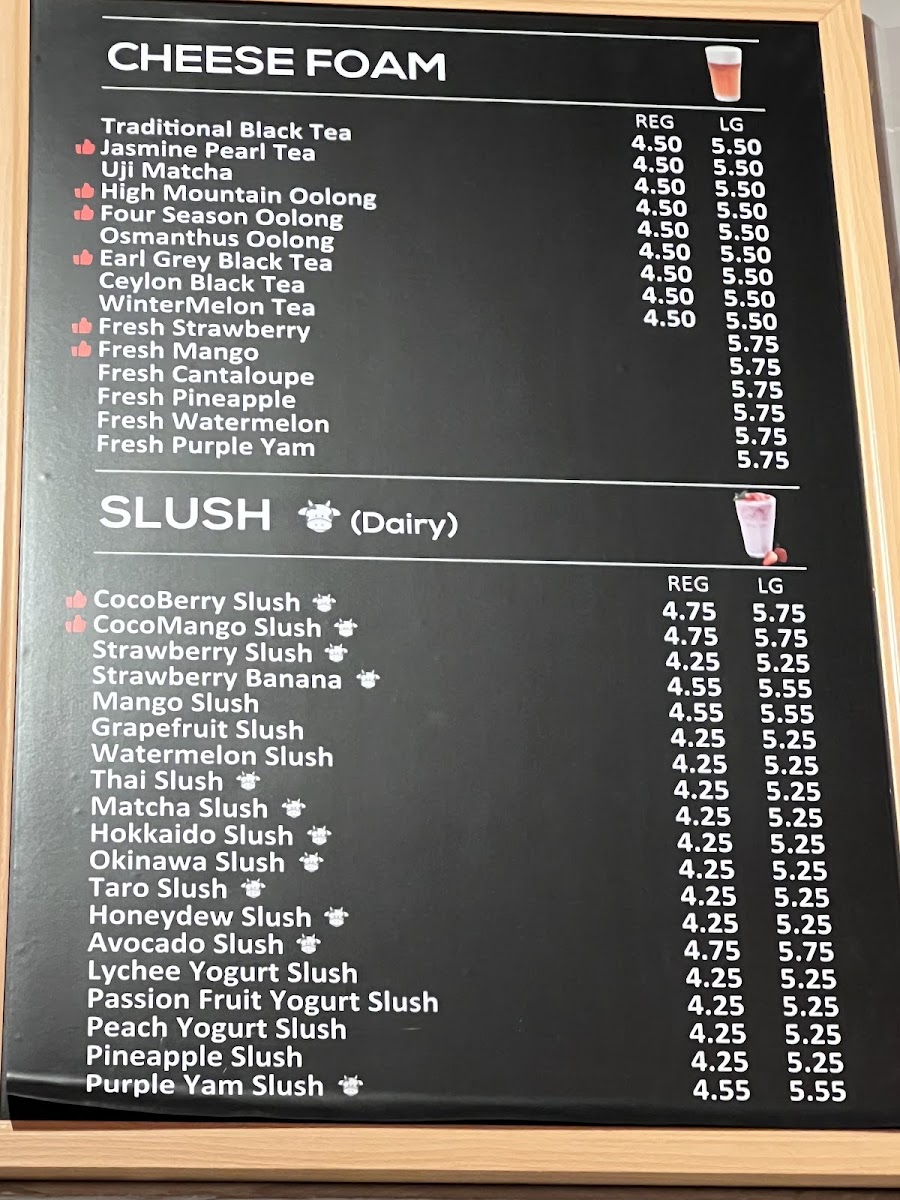 CHEESE FOAM
REG LG
Traditional Black Tea 4.50 5.50
Jasmine Pearl Tea 4.50 5.50
Uji Matcha 4.50 5.50
High Mountain Oolong 4.50 5.50
Four Season Oolong 4.50 5.50
Osmanthus Oolong 4.50 5.50
Earl Grey Black Tea 4.50 5.50
Ceylon Black Tea 4.50 5.50
WinterMelon Tea 4.50 5.50
Fresh Strawberry 5.75
Fresh Mango 5.75
Fresh Cantaloupe 5.75
Fresh Pineapple 5.75
Fresh Watermelon 5.75
Fresh Purple Yam 5.75
SLUSH (Dairy)
REG LG
CocoBerry Slush 4.75 5.75
CocoMango Slush 4.75 5.75
Strawberry Slush 4.25 5.25
Strawberry Banana 4.55 5.55
Mango Slush 4.55 5.55
Grapefruit Slush 4.25 5.25
Watermelon Slush 4.25 5.25
Thai Slush 4.25 5.25
Matcha Slush 4.25 5.25
Hokkaido Slush 4.25 5.25
Okinawa Slush 4.25 5.25
Taro Slush 4.25 5.25
Honeydew Slush 4.25 5.25
Avocado Slush 4.75 5.75
Lychee Yogurt Slush 4.25 5.25
Passion Fruit Yogurt Slush 4.25 5.25
Peach Yogurt Slush 4.25 5.25
Pineapple Slush 4.25 5.25
Purple Yam Slush 4.55 5.55